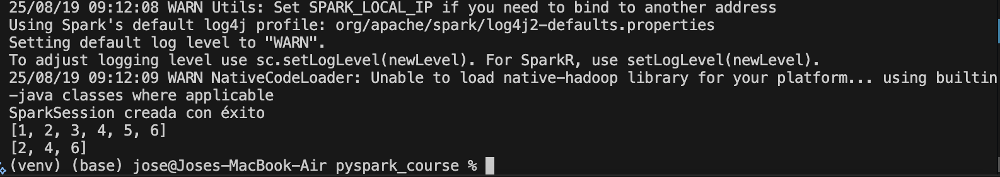 25/08/19 09:12:08 WARN Utils: Set SPARK_LOCAL_IP if you need to bind to another address
Using Spark's default log4j profile: org/apache/spark/log4j2-defaults.properties
Setting default log level to "WARN".
To adjust logging level use sc.setLogLevel(newLevel). For SparkR, use setLogLevel(newLevel).
25/08/19 09:12:09 WARN NativeCodeLoader: Unable to load native-hadoop library for your platform... using builtin
-java classes where applicable
SparkSession creada con éxito
[1, 2, 3, 4, 5, 6]
[2, 4, 6]
(venv) (base) jose@Joses-MacBook-Air pyspark_course %